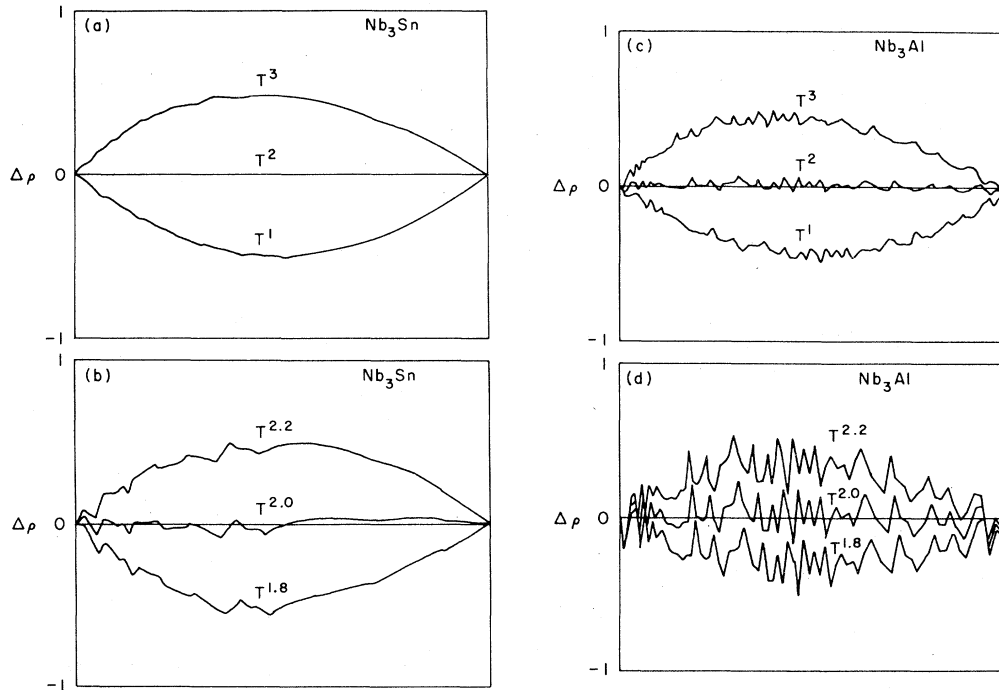 1
(a) Nb₃Sn
T³
Δρ 0 T²
T¹
−1
1
(b) Nb₃Sn
T²·²
Δρ 0 T²·⁰
T¹·⁸
−1
1
(c) Nb₃Al
T³
Δρ 0 T²
T¹
−1
1
(d) Nb₃Al
T²·²
Δρ 0 T²·⁰
T¹·⁸
−1